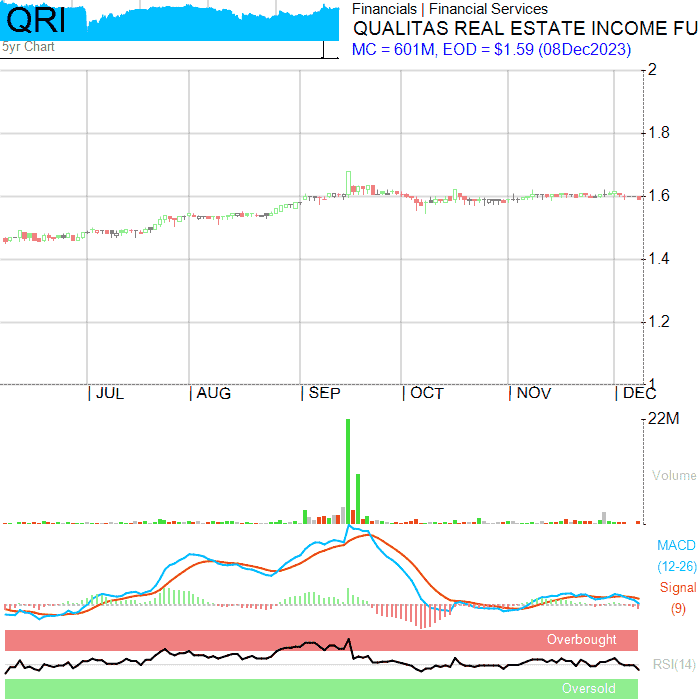 QRI
5yr Chart
Financials | Financial Services
QUALITAS REAL ESTATE INCOME FU
MC = 601M, EOD = $1.59 (08Dec2023)
2
1.8
1.6
1.4
1.2
1
| JUL | AUG | SEP | OCT | NOV | DEC
22M
Volume
MACD
(12-26)
Signal
(9)
Overbought
RSI(14)
Oversold